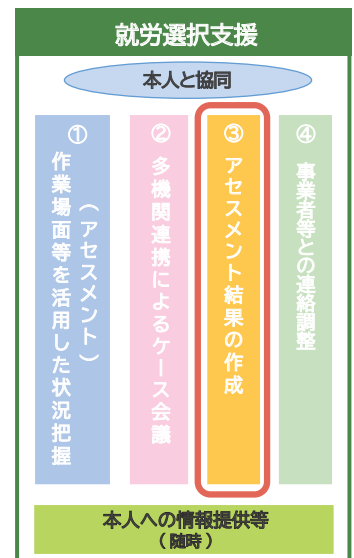 就労選択支援
本人と協同
①
作業場面等を活用した状況把握
(アセスメント)
②
多機関連携によるケース会議
③
アセスメント結果の作成
④
事業者等との連絡調整
本人への情報提供等
(随時)